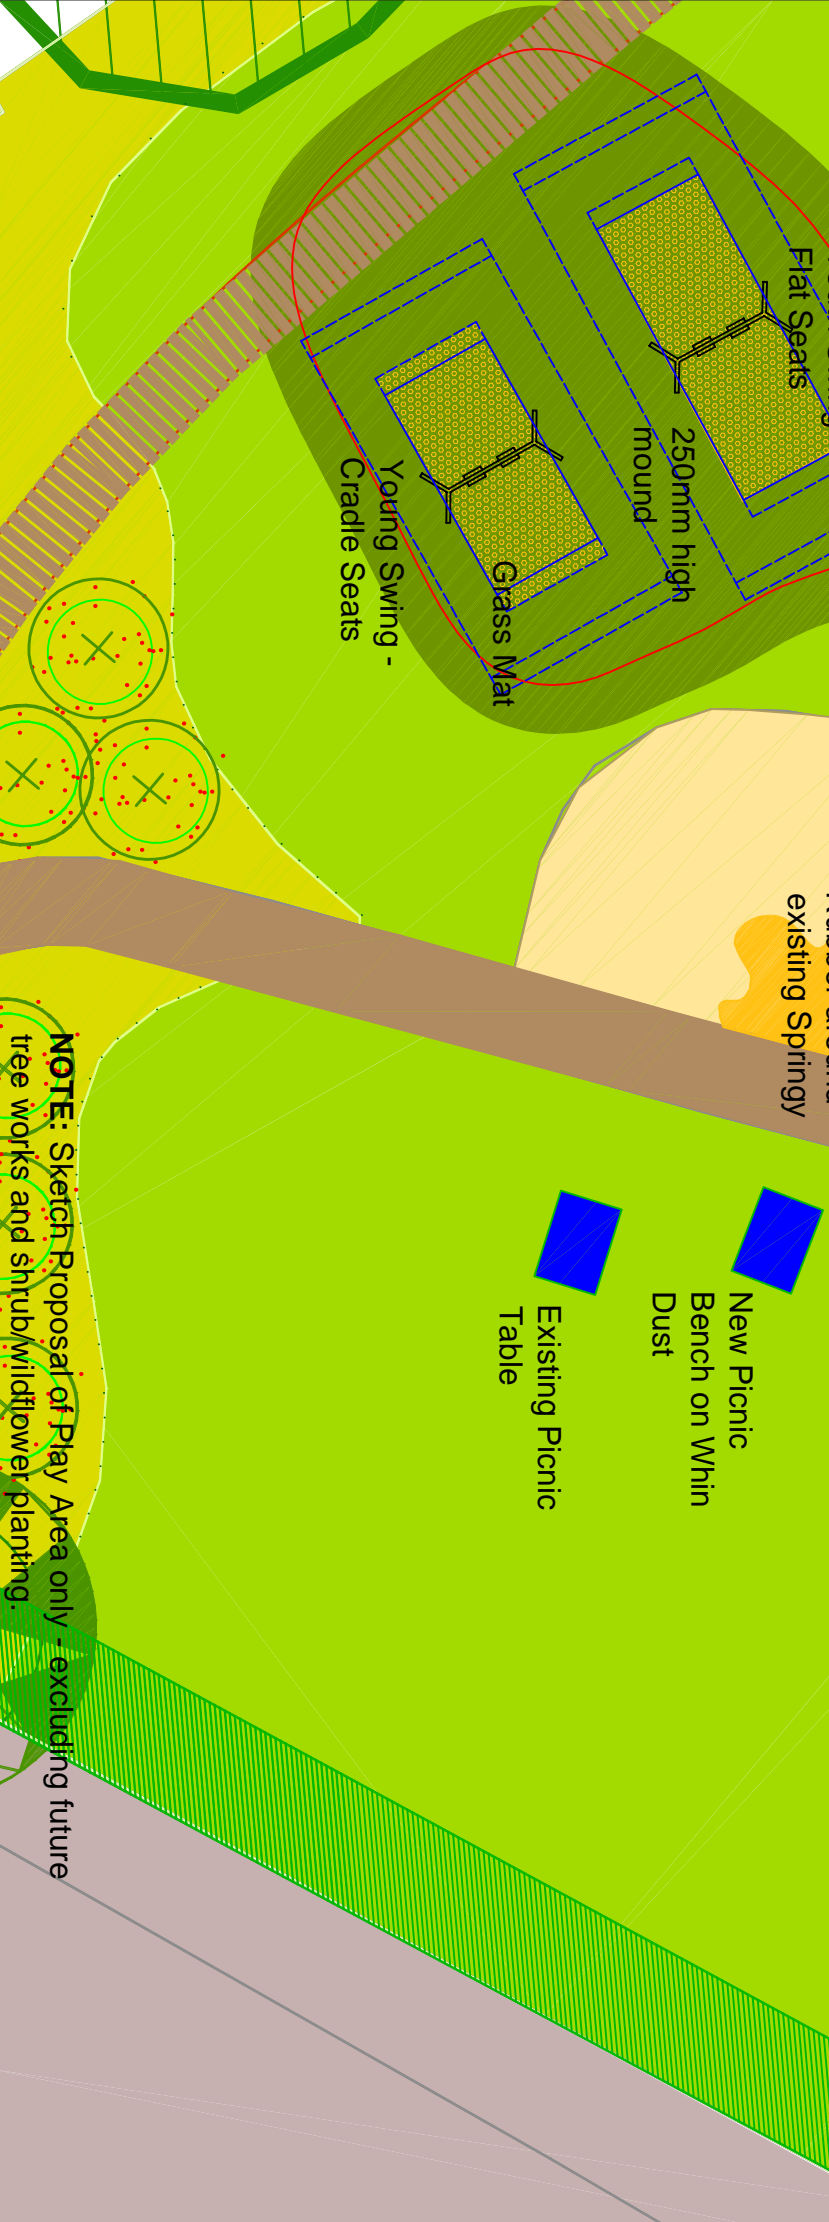 Flat Seats
250mm high
mound
Young Swing -
Cradle Seats
Grass Mat
existing Springy
New Picnic
Bench on Whin
Dust
Existing Picnic
Table
NOTE: Sketch Proposal of Play Area only - excluding future
tree works and shrub/wildflower planting.